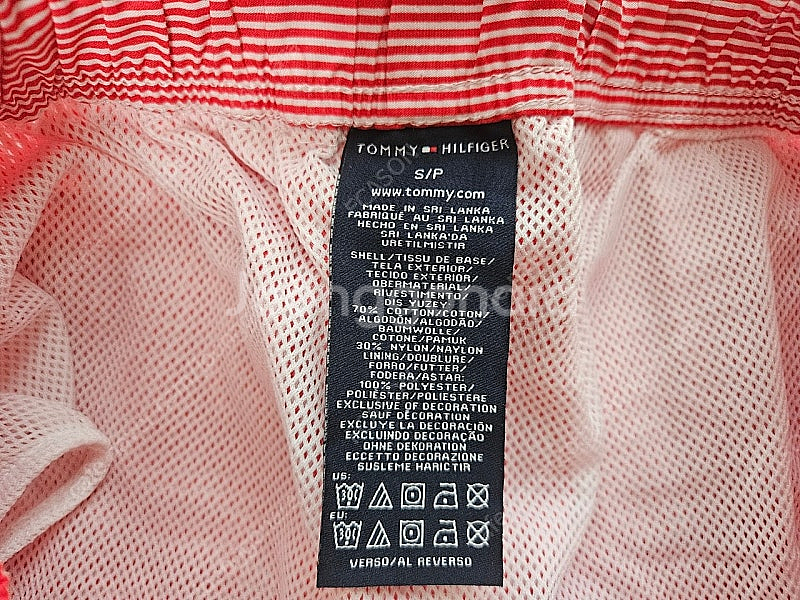 TOMMY HILFIGER
S/P
www.tommy.com
MADE IN SRI LANKA
FABRIQUÉ AU SRI LANKA
HECHO EN SRI LANKA
SRI LANKA'DA
URETILMISTIR
SHELL/TISSU DE BASE/
TELA EXTERIOR/
TECIDO EXTERIOR/
OBERMATERIAL/
RIVESTIMENTO/
DIS YUZEY
70% COTTON/COTON/
ALGODÓN/ALGODÃO/
BAUMWOLLE/
COTONE/PAMUK
30% NYLON/NAYLON
LINING/DOUBLURE/
FORRO/FUTTER/
FODERA/ASTAR:
100% POLYESTER/
POLIÉSTER/POLIESTERE
EXCLUSIVE OF DECORATION
SAUF DÉCORATION
EXCLUYE LA DECORACIÓN
EXCLUINDO DECORAÇÃO
OHNE DEKORATION
ECCETTO DECORAZIONE
SUSLEME HARICTIR
US:
30C
EU:
30C
VERSO/AL REVERSO